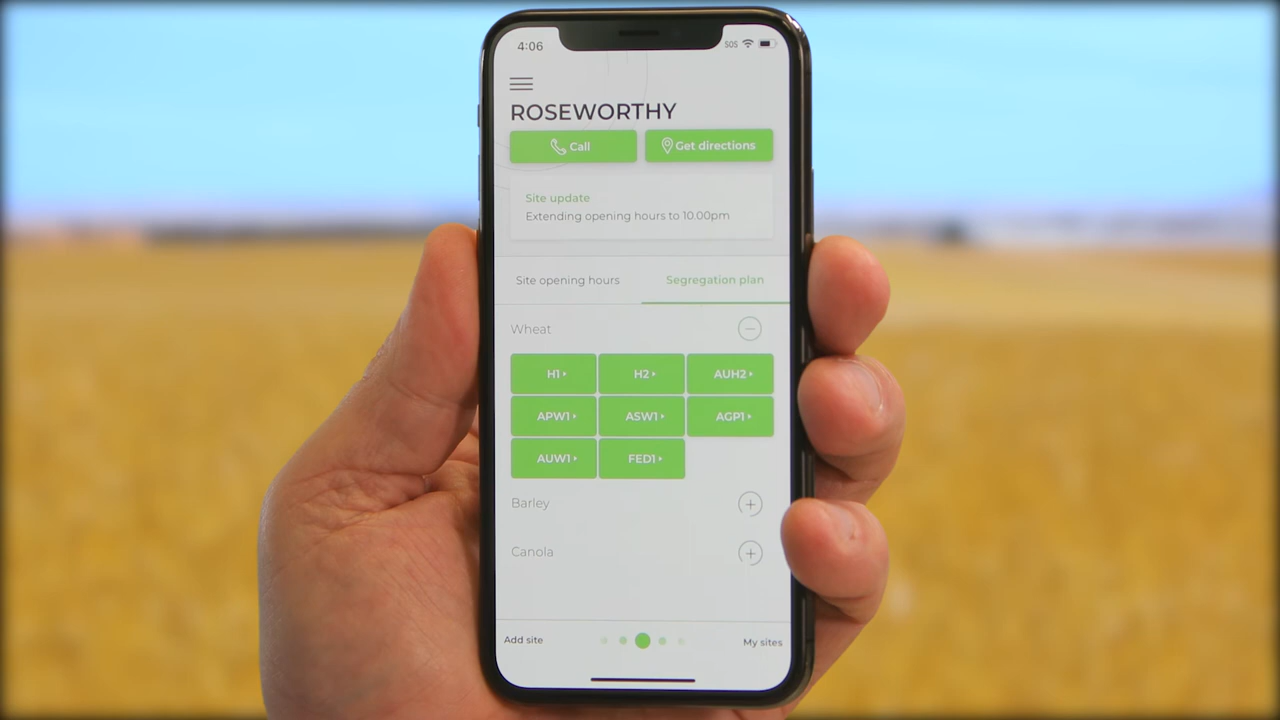 4:06 SOS
ROSEWORTHY
Call Get directions
Site update
Extending opening hours to 10.00pm
Site opening hours Segregation plan
Wheat
H1 H2 AUH2
APW1 ASW1 AGP1
AUW1 FED1
Barley
Canola
Add site My sites